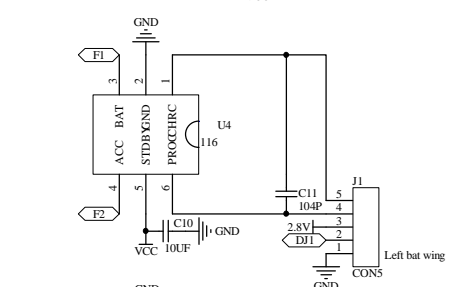 GND
F1
3
2
1
BAT
GND
CHRC
U4
116
ACC
STDBY
PROC
4
5
6
F2
C10
10UF
GND
VCC
C11
104P
J1
5
4
3
2
1
2.8V
DJ1
Left bat wing
CON5
GND
GND